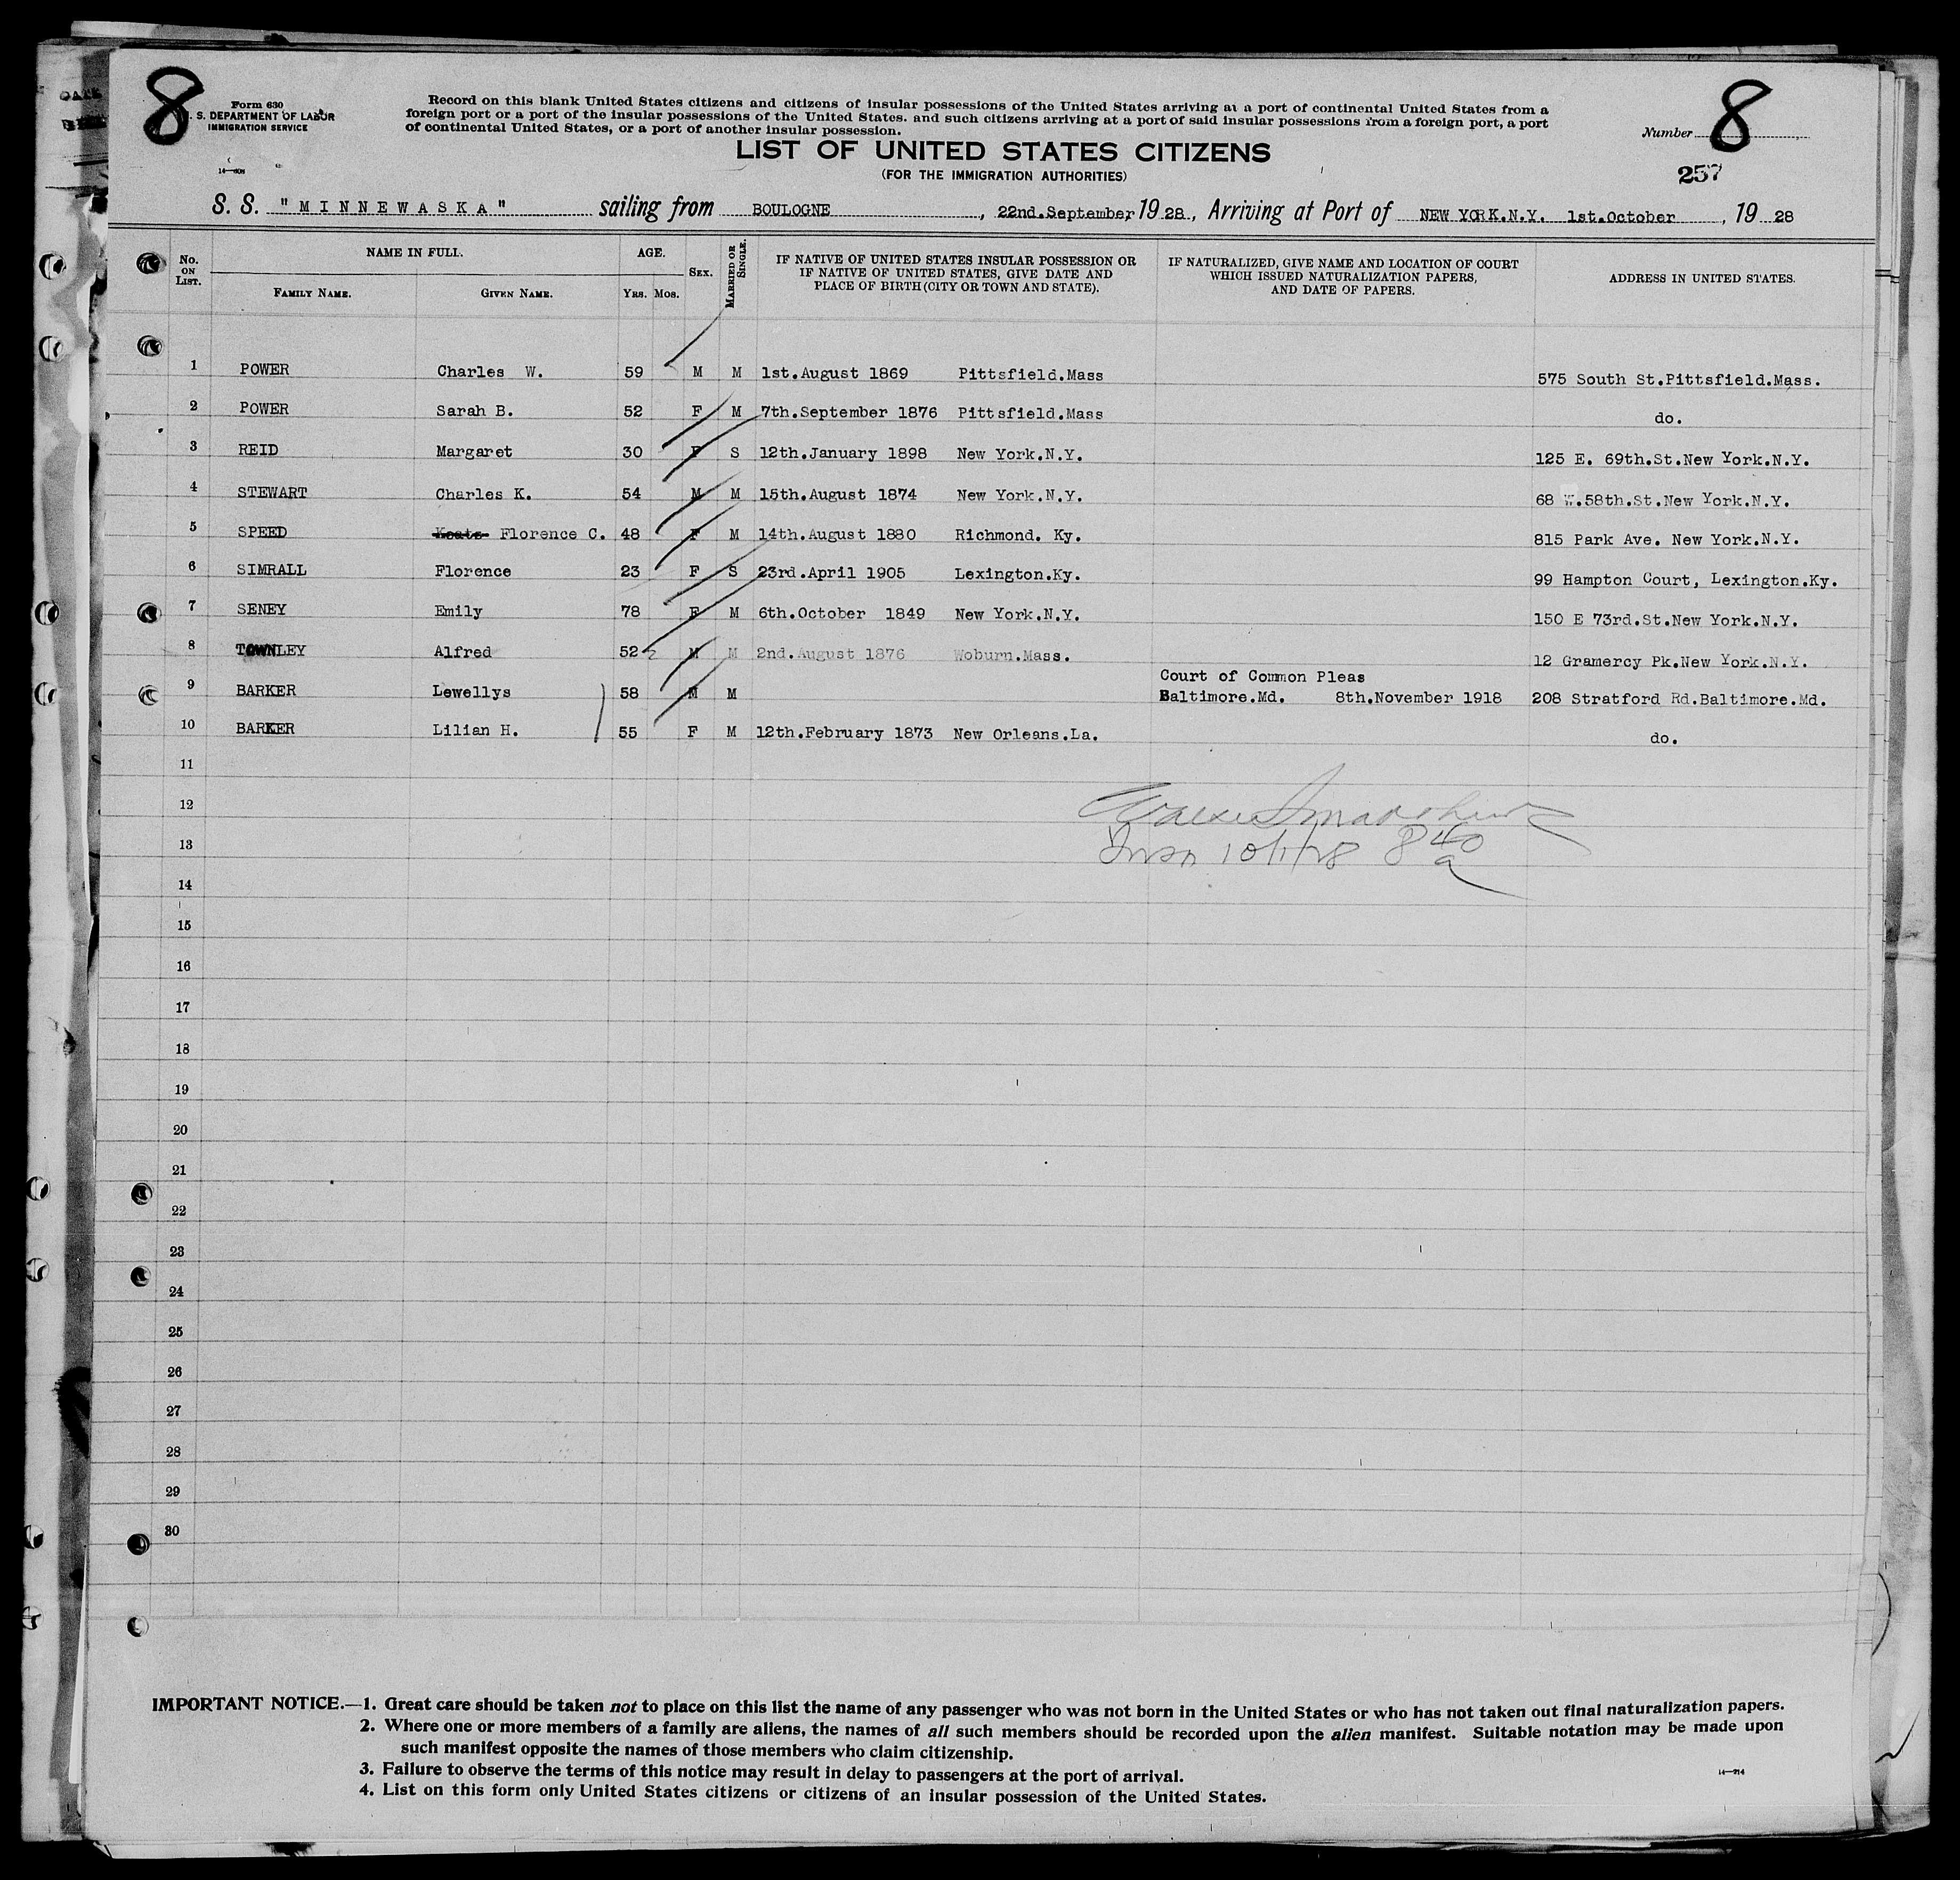 8
Form 630
S. DEPARTMENT OF LABOR
IMMIGRATION SERVICE
Record on this blank United States citizens and citizens of insular possessions of the United States arriving at a port of continental United States from a
foreign port or a port of the insular possessions of the United States. and such citizens arriving at a port of said insular possessions from a foreign port, a port
of continental United States, or a port of another insular possession.
Number 8
LIST OF UNITED STATES CITIZENS
(FOR THE IMMIGRATION AUTHORITIES)
257
S. S. "MINNEWASKA" sailing from BOULOGNE, 22nd.September, 1928, Arriving at Port of NEW YORK.N.Y. 1st.October, 1928
No. ON LIST. NAME IN FULL. FAMILY NAME. GIVEN NAME. AGE. YRS. MOS. SEX. MARRIED OR SINGLE. IF NATIVE OF UNITED STATES INSULAR POSSESSION OR IF NATIVE OF UNITED STATES, GIVE DATE AND PLACE OF BIRTH (CITY OR TOWN AND STATE). IF NATURALIZED, GIVE NAME AND LOCATION OF COURT WHICH ISSUED NATURALIZATION PAPERS, AND DATE OF PAPERS. ADDRESS IN UNITED STATES.
1 POWER Charles W. 59 M M 1st.August 1869 Pittsfield.Mass 575 South St.Pittsfield.Mass.
2 POWER Sarah B. 52 F M 7th.September 1876 Pittsfield.Mass do.
3 REID Margaret 30 F S 12th.January 1898 New York.N.Y. 125 E. 69th.St.New York.N.Y.
4 STEWART Charles K. 54 M M 15th.August 1874 New York.N.Y. 68 W.58th.St.New York.N.Y.
5 SPEED Florence C. 48 F M 14th.August 1880 Richmond. Ky. 815 Park Ave. New York.N.Y.
6 SIMRALL Florence 23 F S 23rd.April 1905 Lexington.Ky. 99 Hampton Court, Lexington.Ky.
7 SENEY Emily 78 F M 6th.October 1849 New York.N.Y. 150 E 73rd.St.New York.N.Y.
8 TOWNLEY Alfred 52 M M 2nd.August 1876 Woburn.Mass. 12 Gramercy Pk.New York.N.Y.
Court of Common Pleas
9 BARKER Lewellys 58 M M Baltimore.Md. 8th.November 1918 208 Stratford Rd.Baltimore.Md.
10 BARKER Lilian H. 55 F M 12th.February 1873 New Orleans.La. do.
11
12
13 10/1/28 840 a
14
15
16
17
18
19
20
21
22
23
24
25
26
27
28
29
30
IMPORTANT NOTICE.—1. Great care should be taken not to place on this list the name of any passenger who was not born in the United States or who has not taken out final naturalization papers.
2. Where one or more members of a family are aliens, the names of all such members should be recorded upon the alien manifest. Suitable notation may be made upon
such manifest opposite the names of those members who claim citizenship.
3. Failure to observe the terms of this notice may result in delay to passengers at the port of arrival.
4. List on this form only United States citizens or citizens of an insular possession of the United States.